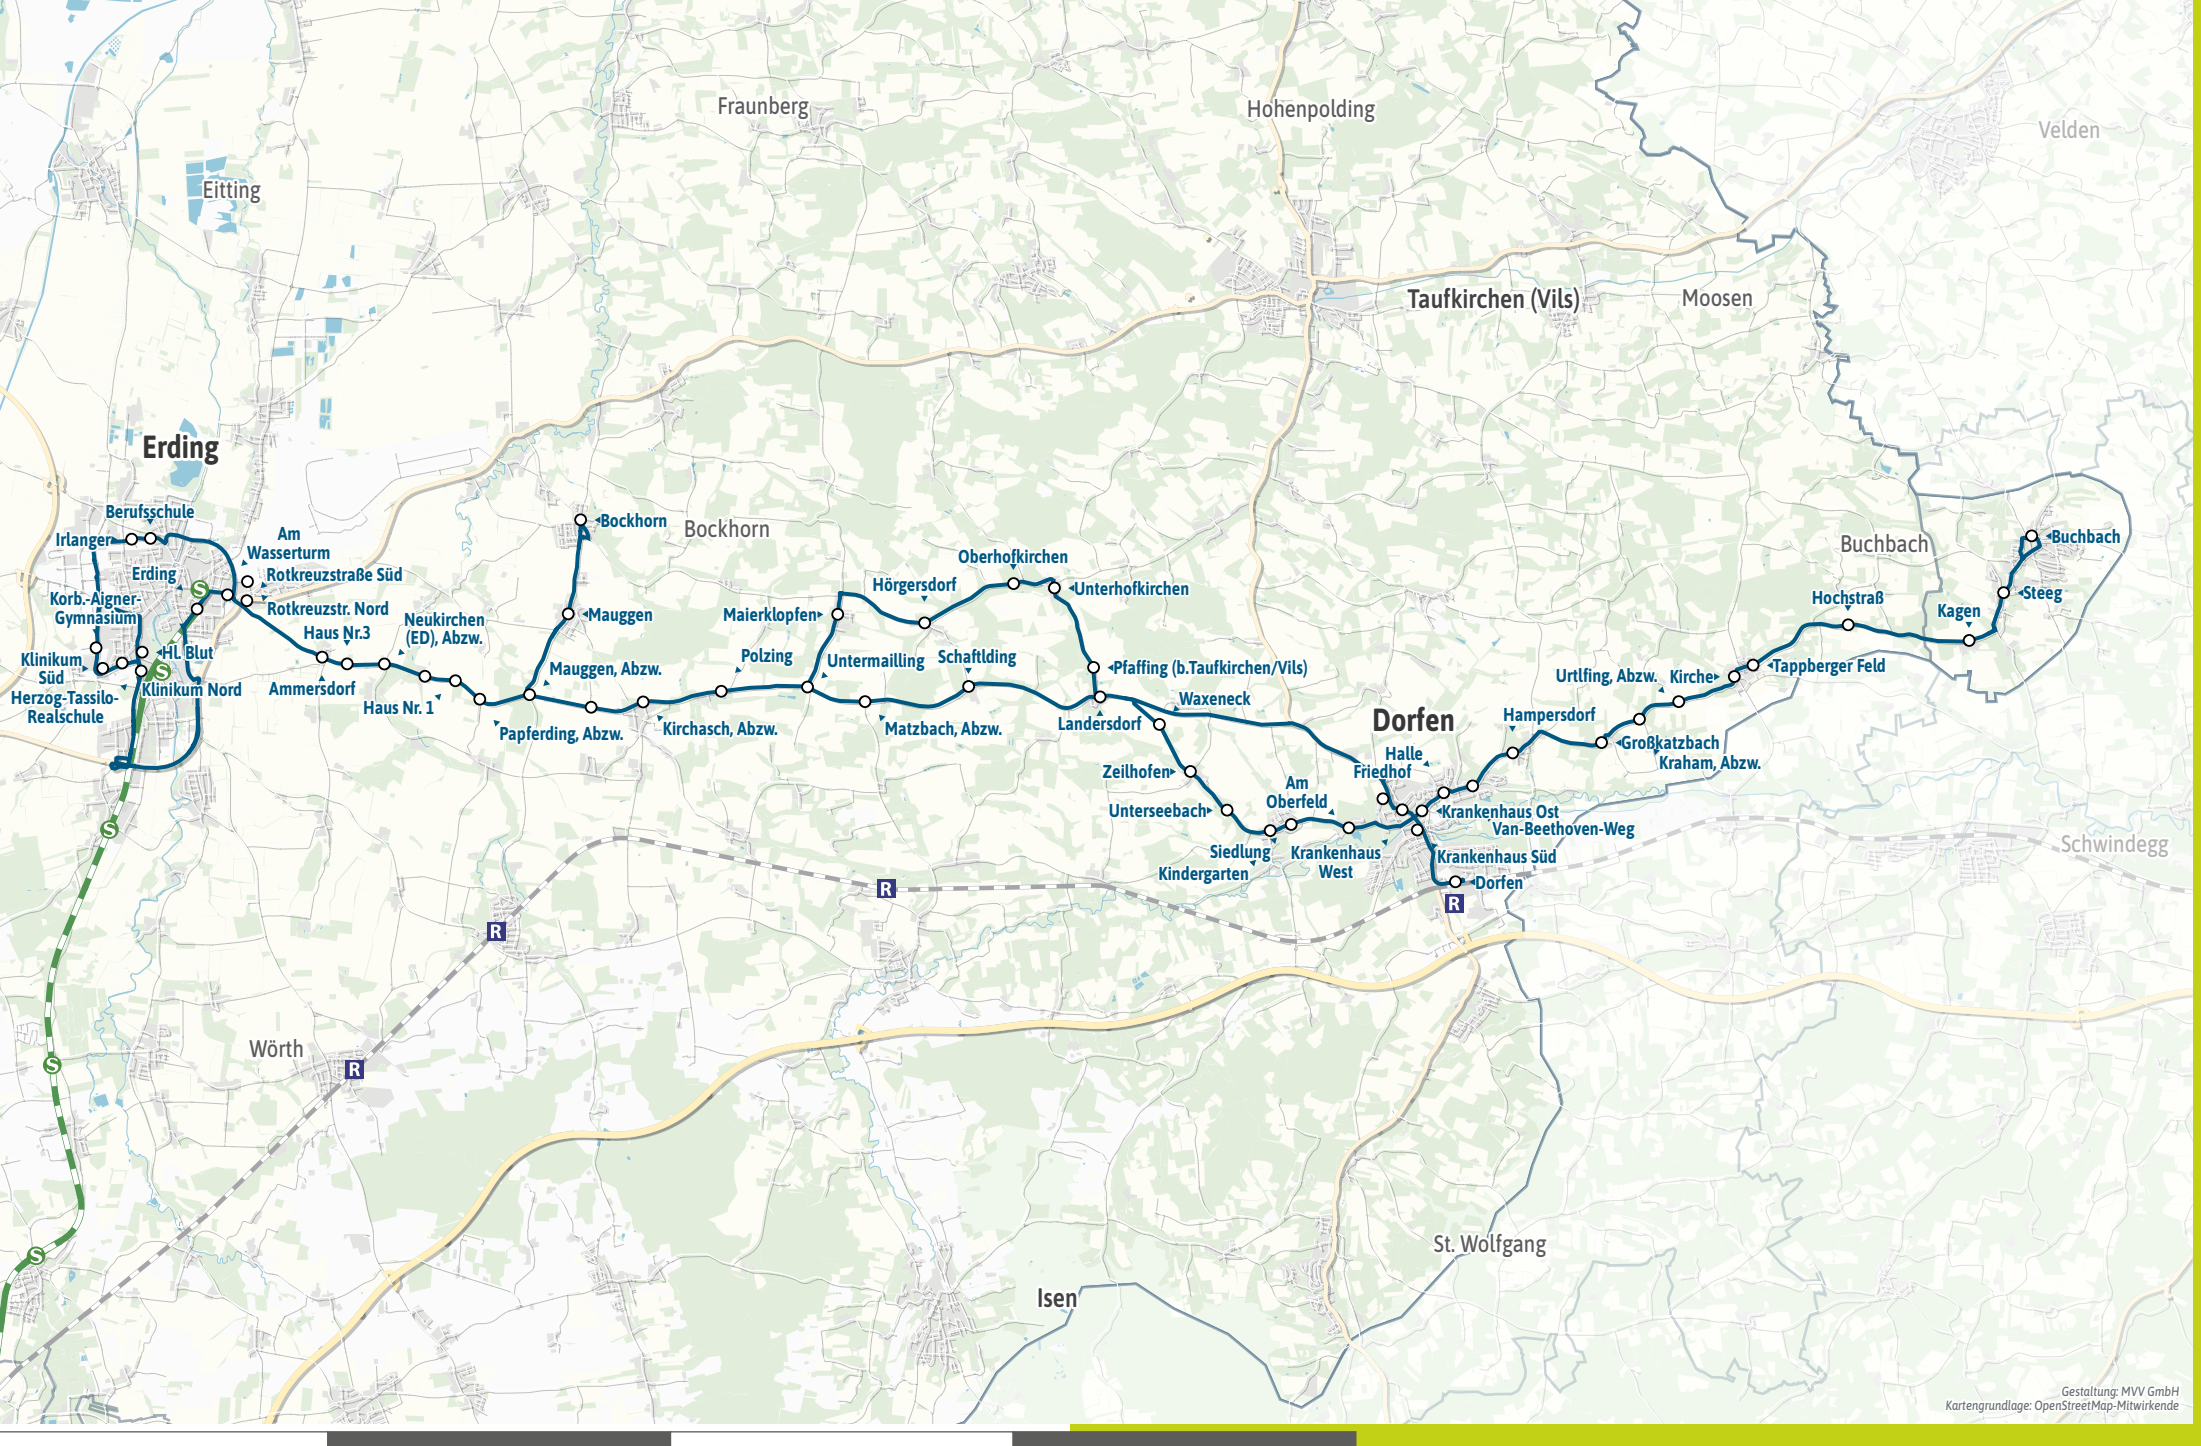 Fraunberg
Hohenpolding
Velden
Eitting
Taufkirchen (Vils)
Moosen
Erding
Berufsschule
Irlanger
Am
Wasserturm
Erding
Rotkreuzstraße Süd
Rotkreuzstr. Nord
Korb.-Aigner-
Gymnasium
Haus Nr.3
Neukirchen
(ED), Abzw.
Hl. Blut
Klinikum
Süd
Klinikum Nord
Herzog-Tassilo-
Realschule
Ammersdorf
Haus Nr. 1
Papferding, Abzw.
Mauggen, Abzw.
Mauggen
Bockhorn
Bockhorn
Kirchasch, Abzw.
Polzing
Maierklopfen
Untermailling
Hörgersdorf
Oberhofkirchen
Unterhofkirchen
Schaftlding
Matzbach, Abzw.
Pfaffing (b.Taufkirchen/Vils)
Waxeneck
Landersdorf
Zeilhofen
Unterseebach
Siedlung
Kindergarten
Am
Oberfeld
Krankenhaus
West
Dorfen
Halle
Friedhof
Krankenhaus Ost
Van-Beethoven-Weg
Krankenhaus Süd
Dorfen
Hampersdorf
Großkatzbach
Kraham, Abzw.
Urtlfing, Abzw.
Kirche
Tappberger Feld
Hochstraß
Kagen
Steeg
Buchbach
Buchbach
Schwindegg
S
S
S
S
S
R
R
R
R
Wörth
St. Wolfgang
Isen
Gestaltung: MVV GmbH
Kartengrundlage: OpenStreetMap-Mitwirkende